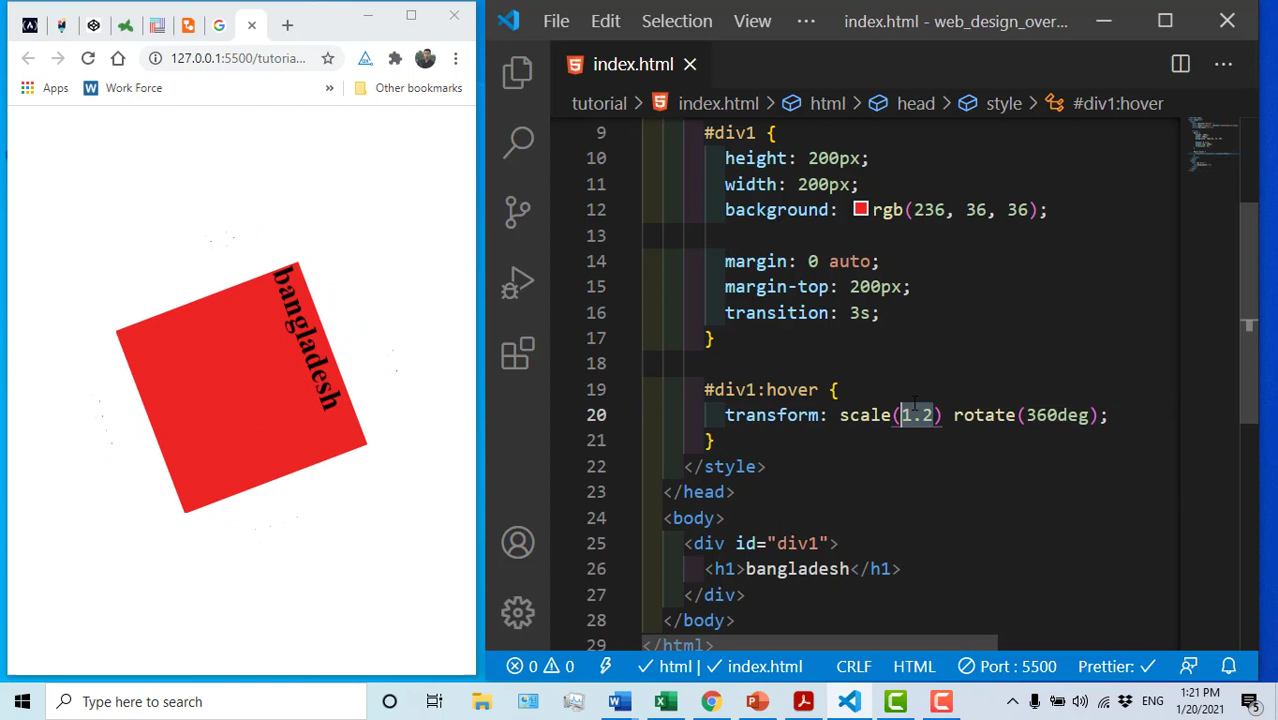 127.0.0.1:5500/tutoria...
Apps
Work Force
»
Other bookmarks
bangladesh
File Edit Selection View ··· index.html - web_design_over...
index.html
tutorial > index.html > html > head > style > #div1:hover
9 #div1 {
10 height: 200px;
11 width: 200px;
12 background: rgb(236, 36, 36);
13
14 margin: 0 auto;
15 margin-top: 200px;
16 transition: 3s;
17 }
18
19 #div1:hover {
20 transform: scale(1.2) rotate(360deg);
21 }
22 </style>
23 </head>
24 <body>
25 <div id="div1">
26 <h1>bangladesh</h1>
27 </div>
28 </body>
29 </html>
0 0 html | index.html CRLF HTML Port : 5500 Prettier:
Type here to search
ENG
1:21 PM
1/20/2021
5